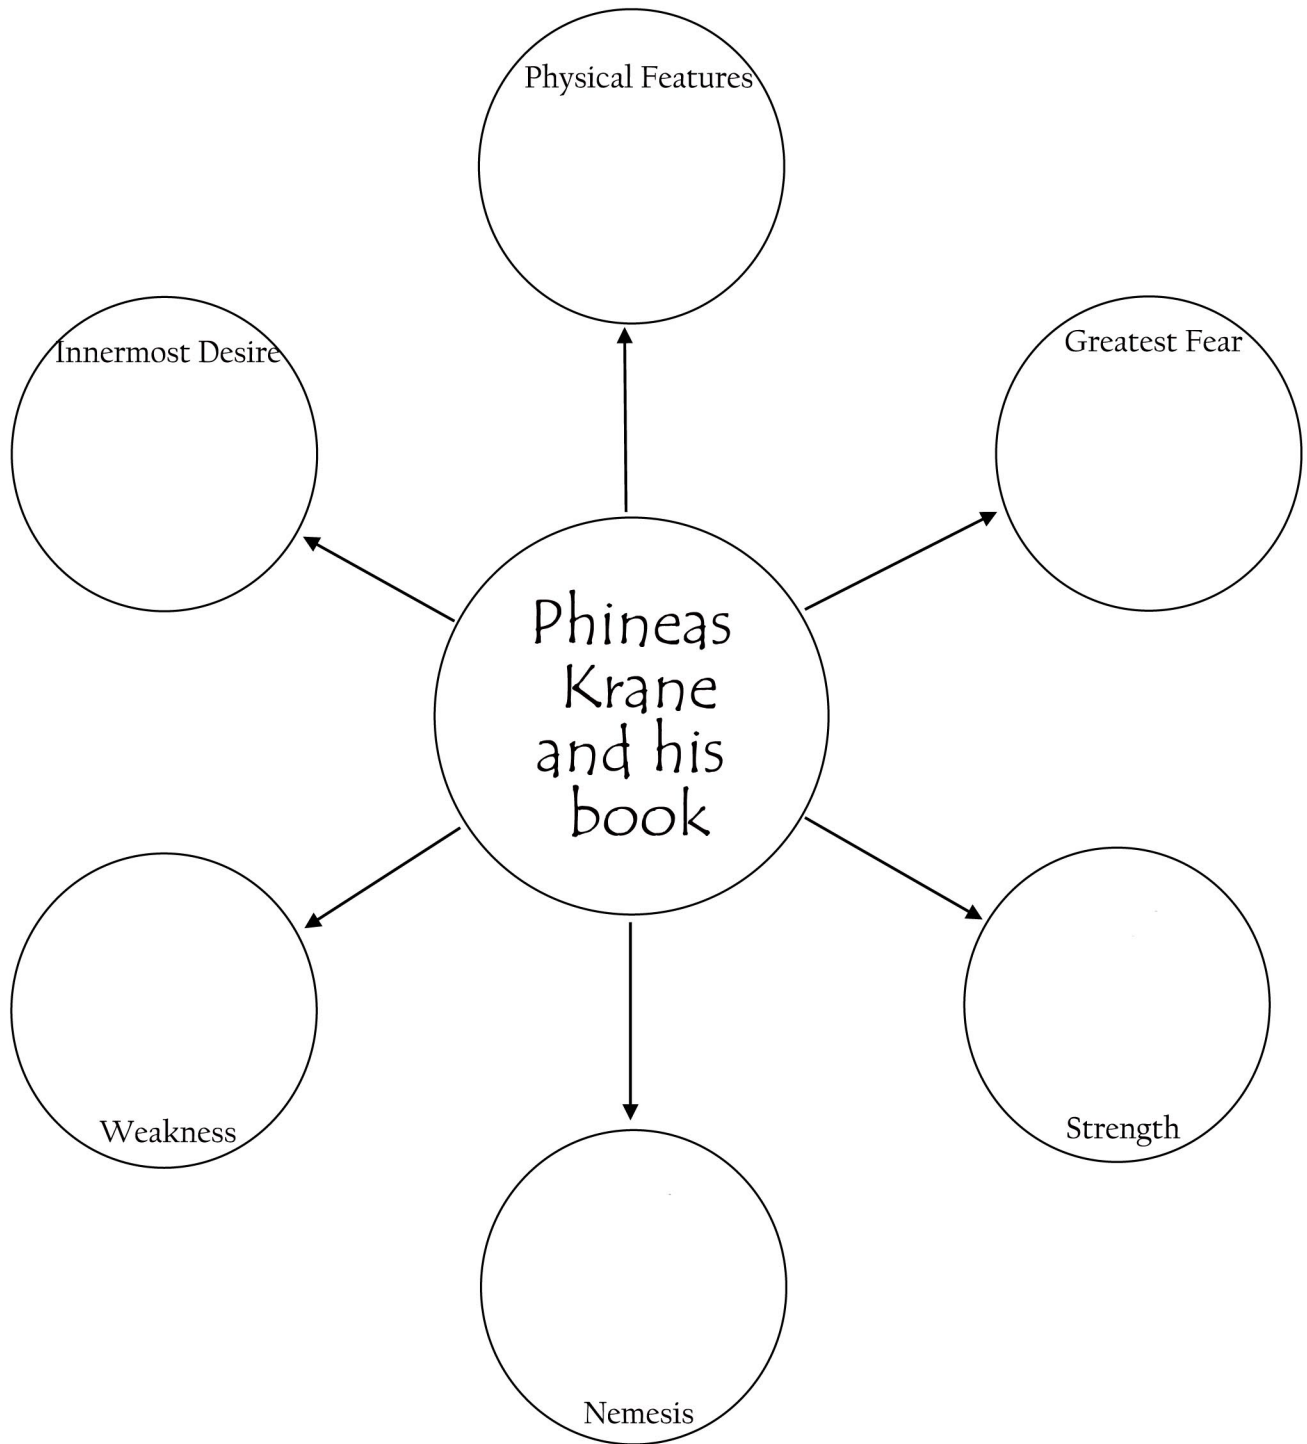 Physical Features
Innermost Desire
Greatest Fear
Phineas
Krane
and his
book
Weakness
Strength
Nemesis